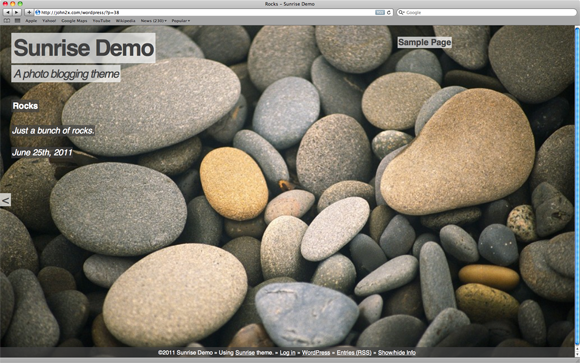 Rocks – Sunrise Demo
http://john2x.com/wordpress/?p=38
Google
Apple Yahoo! Google Maps YouTube Wikipedia News (236) Popular
Sunrise Demo
Sample Page
A photo blogging theme
Rocks
Just a bunch of rocks.
June 25th, 2011
<
©2011 Sunrise Demo » Using Sunrise theme. » Log in » WordPress » Entries (RSS) » Show/hide Info